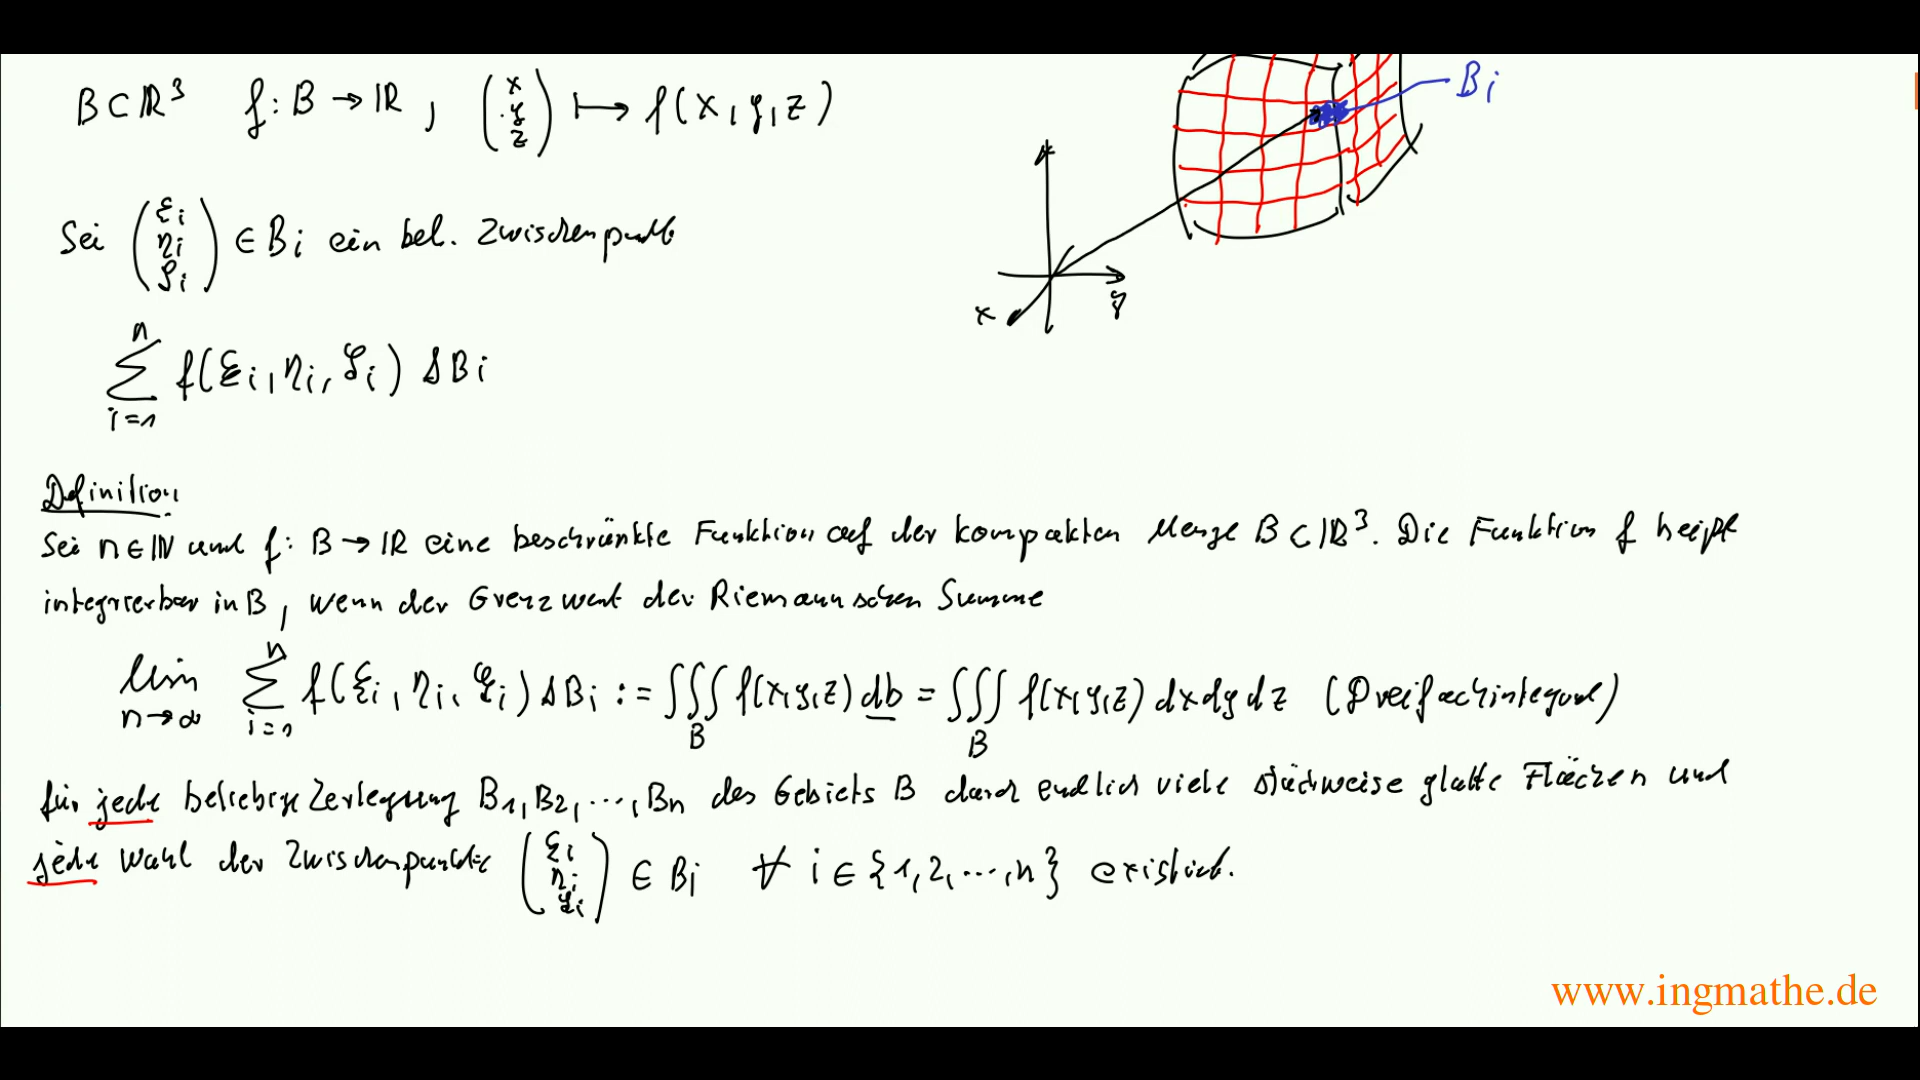 B ⊂ ℝ³ f: B → ℝ, (x y z) ↦ f(x, y, z)
Bi
Sei (ξi ηi ζi) ∈ Bi ein bel. Zwischenpunkt
x y
n
∑ f(ξi, ηi, ζi) ΔBi
i=1
Definition
Sei n ∈ ℕ und f: B → ℝ eine beschränkte Funktion auf der kompakten Menge B ⊂ ℝ³. Die Funktion f heißt
integrierbar in B, wenn der Grenzwert der Riemannschen Summe
lim n→∞ ∑ i=1 n f(ξi, ηi, ζi) ΔBi := ∭ B f(x,y,z) db = ∭ B f(x,y,z) dx dy dz (Dreifachintegral)
für jede beliebige Zerlegung B1, B2, ..., Bn des Gebiets B durch endlich viele stückweise glatte Flächen und
jede Wahl der Zwischenpunkte (ξi ηi ζi) ∈ Bi ∀ i ∈ {1, 2, ..., n} existiert.
www.ingmathe.de